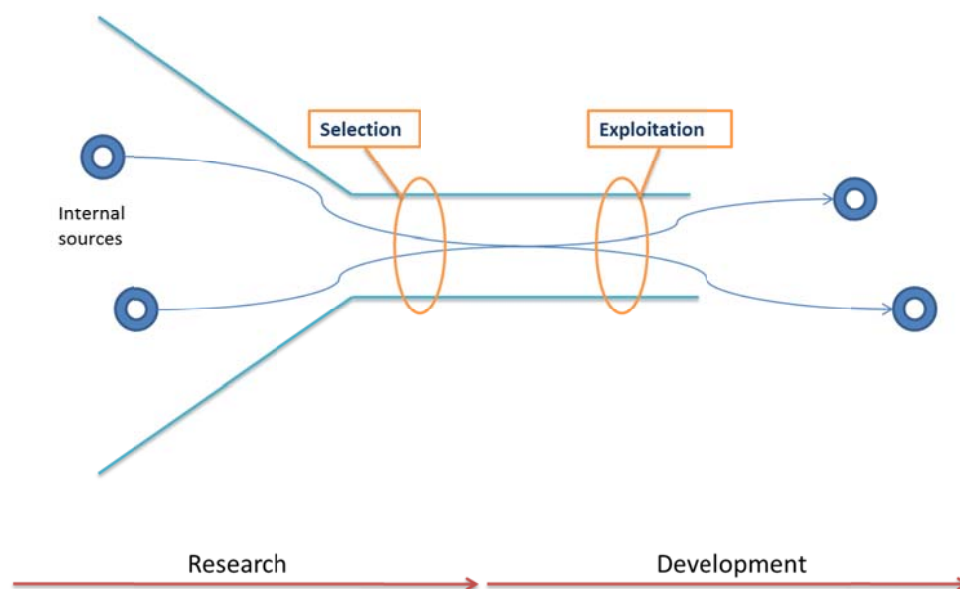 Selection
Exploitation
Internal
sources
Research
Development